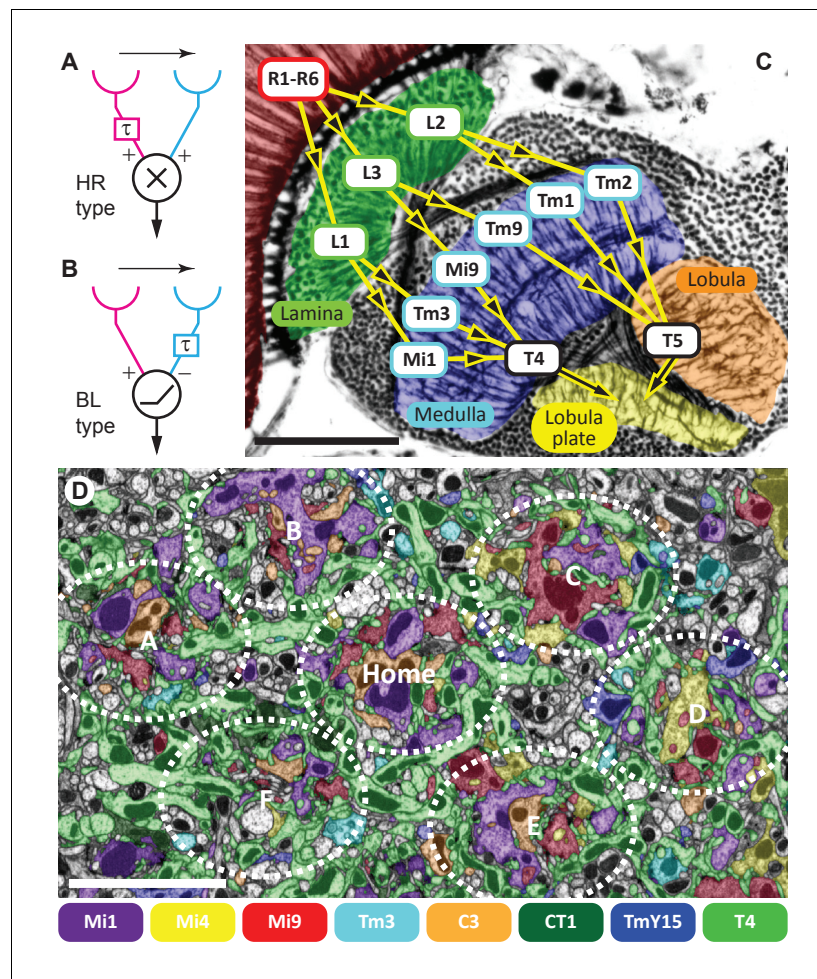 A
τ
+ +
×
HR
type
B
τ
+ −
BL
type
C
R1-R6
L2
L3
Tm2
Tm1
Tm9
L1
Mi9
Lobula
Lamina
Tm3
T5
Mi1
T4
Medulla
Lobula
plate
D
B
C
A
Home
D
F
E
Mi1 Mi4 Mi9 Tm3 C3 CT1 TmY15 T4